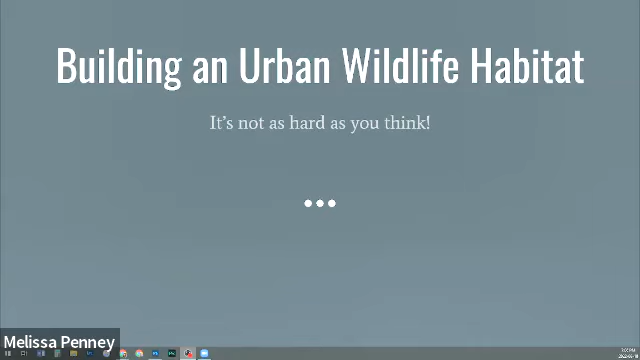 Building an Urban Wildlife Habitat
It's not as hard as you think!
Melissa Penney